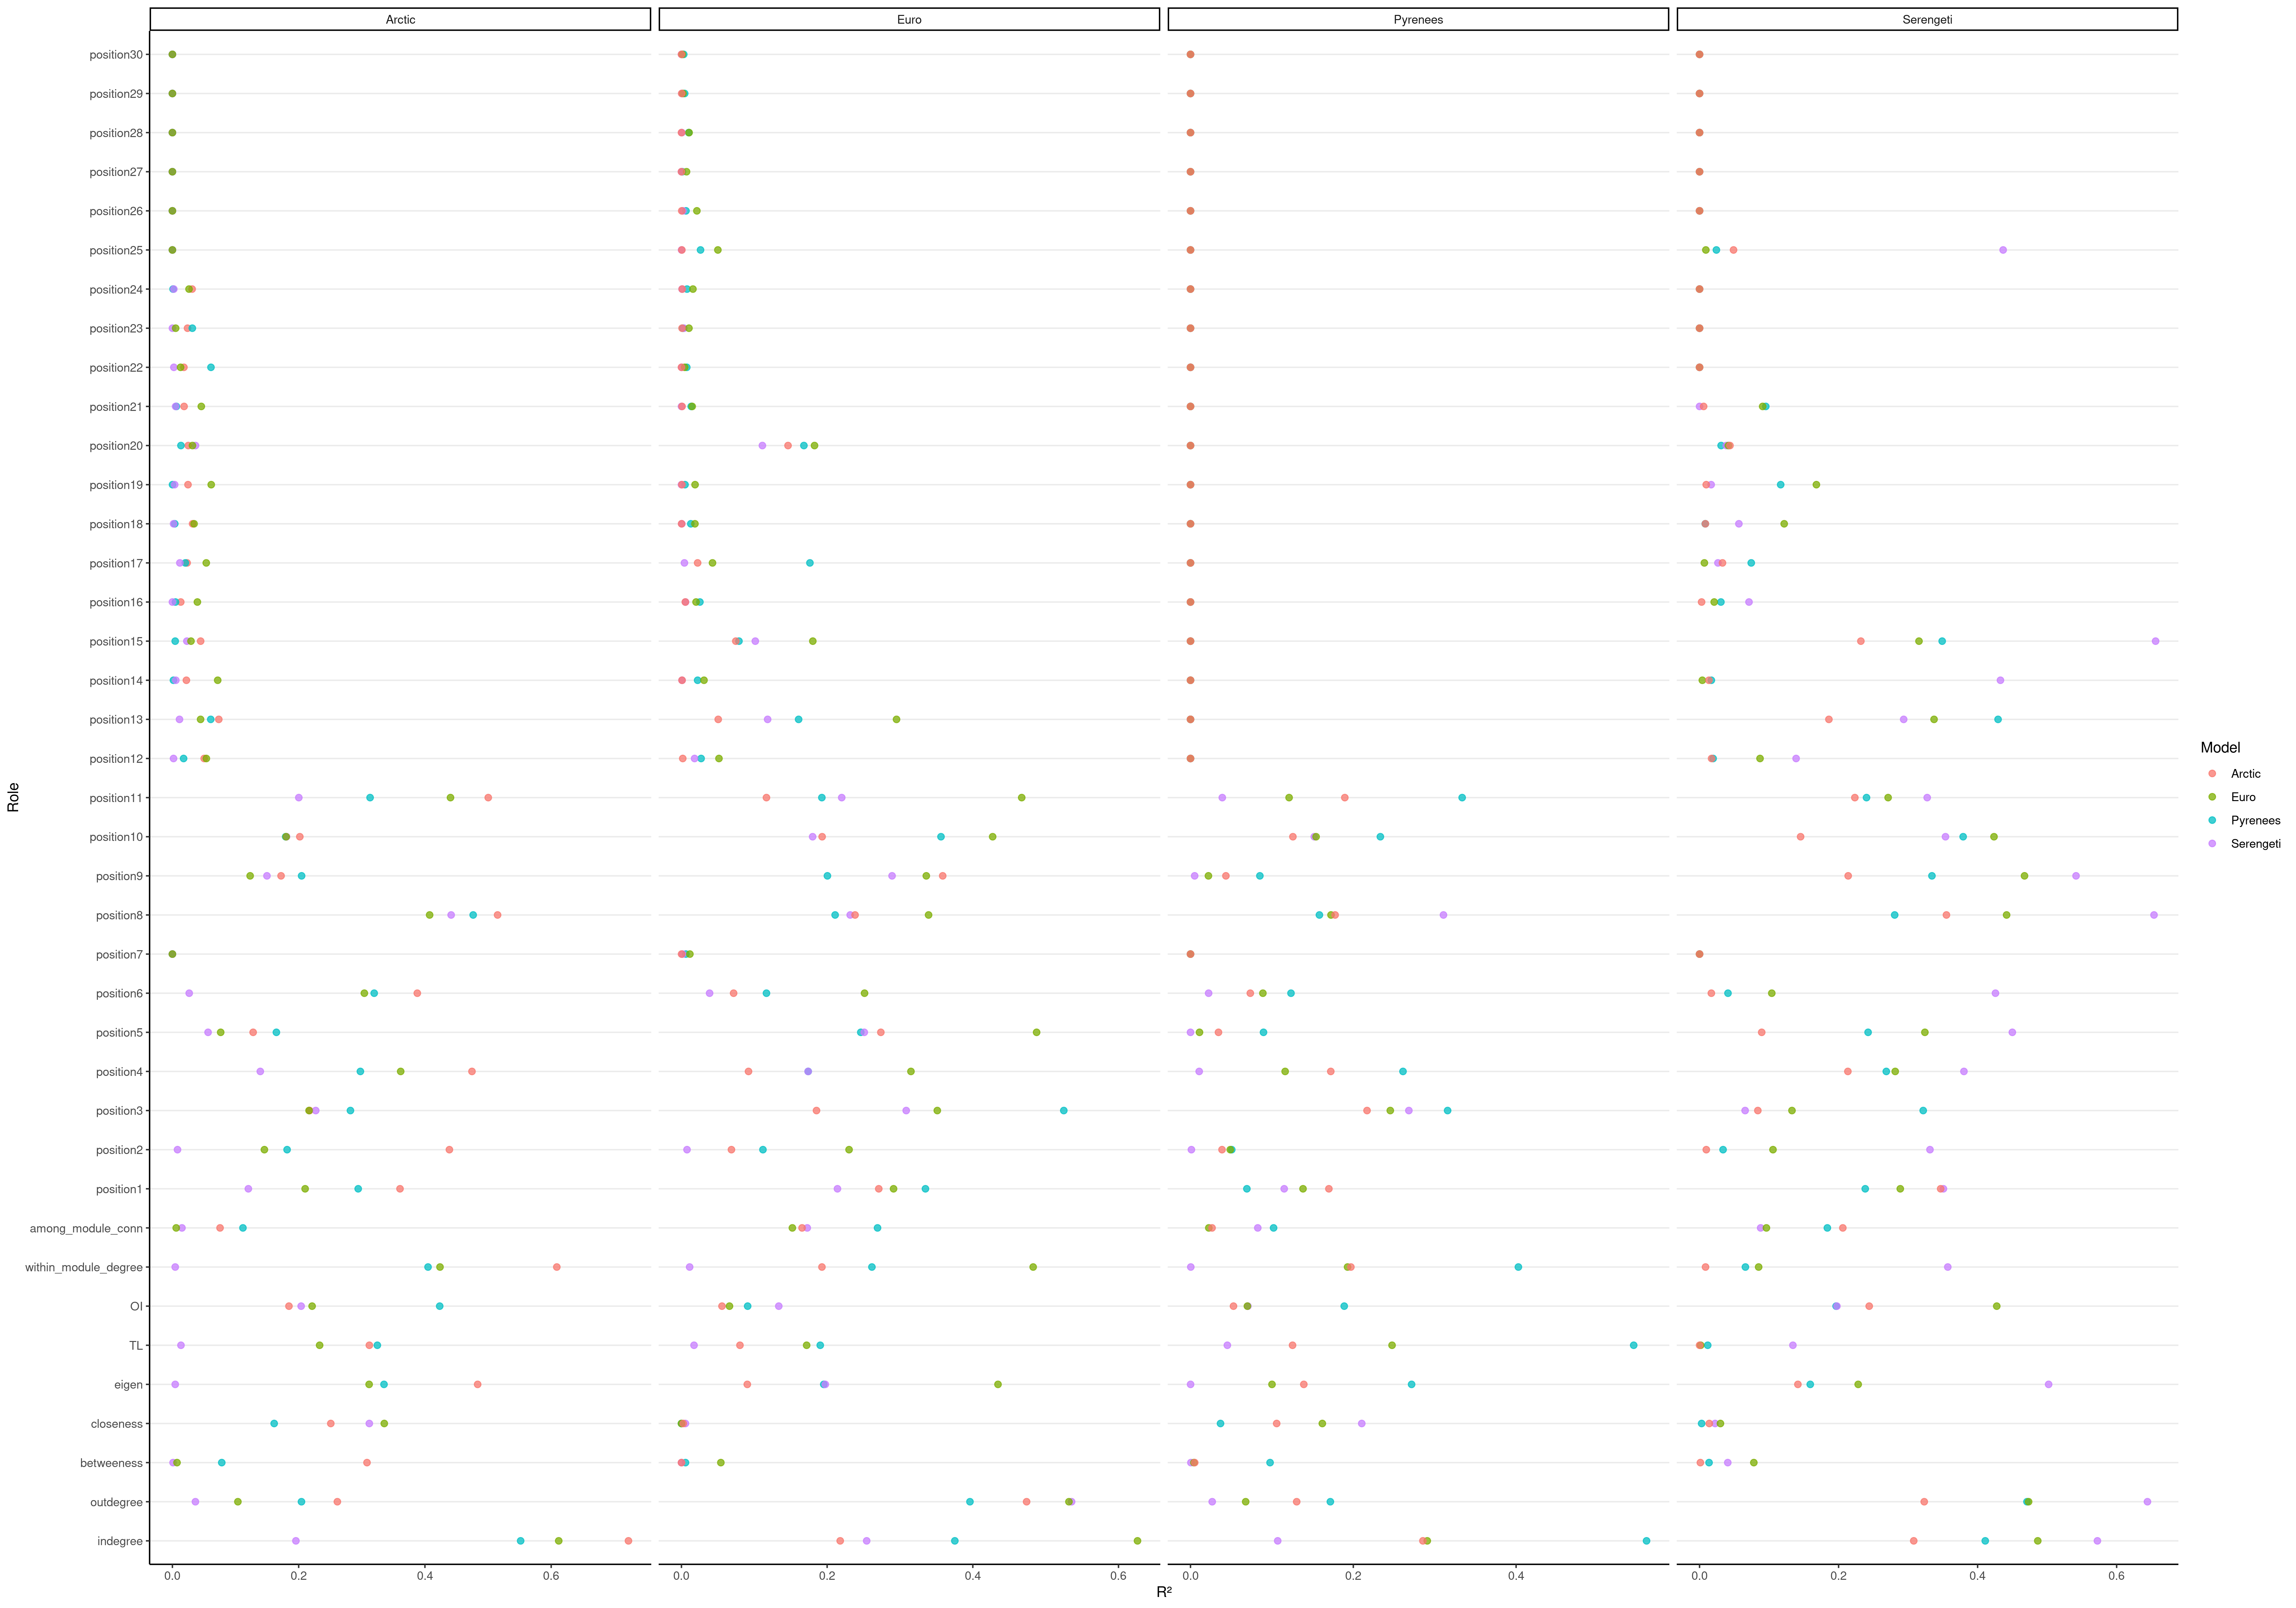 Arctic
Euro
Pyrenees
Serengeti
position30
position29
position28
position27
position26
position25
position24
position23
position22
position21
position20
position19
position18
position17
position16
position15
position14
position13
position12
position11
position10
position9
position8
position7
position6
position5
position4
position3
position2
position1
among_module_conn
within_module_degree
OI
TL
eigen
closeness
betweeness
outdegree
indegree
Role
0.0 0.2 0.4 0.6
0.0 0.2 0.4 0.6
0.0 0.2 0.4
0.0 0.2 0.4 0.6
R²
Model
Arctic
Euro
Pyrenees
Serengeti